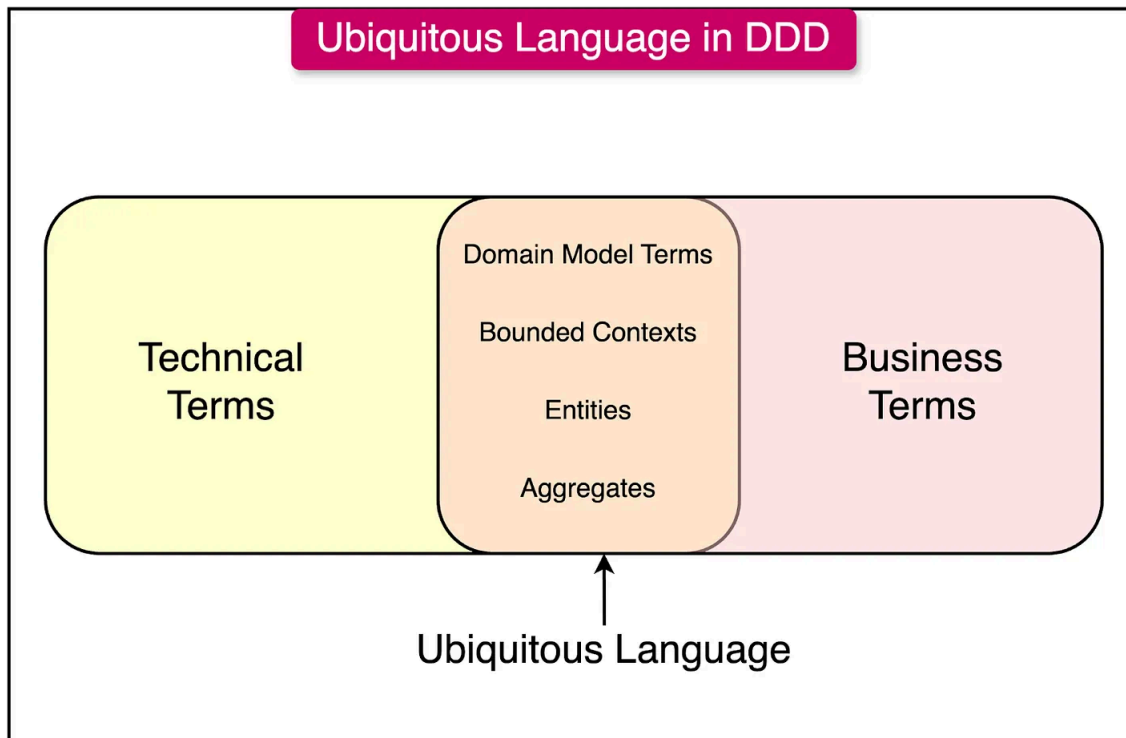 Ubiquitous Language in DDD
Technical
Terms
Domain Model Terms
Bounded Contexts
Entities
Aggregates
Business
Terms
Ubiquitous Language